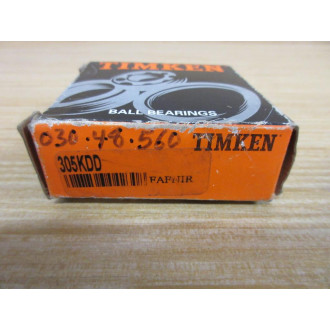 TIMKEN
BALL BEARINGS
030.48.560 TIMKEN
305KDD
FAFNIR